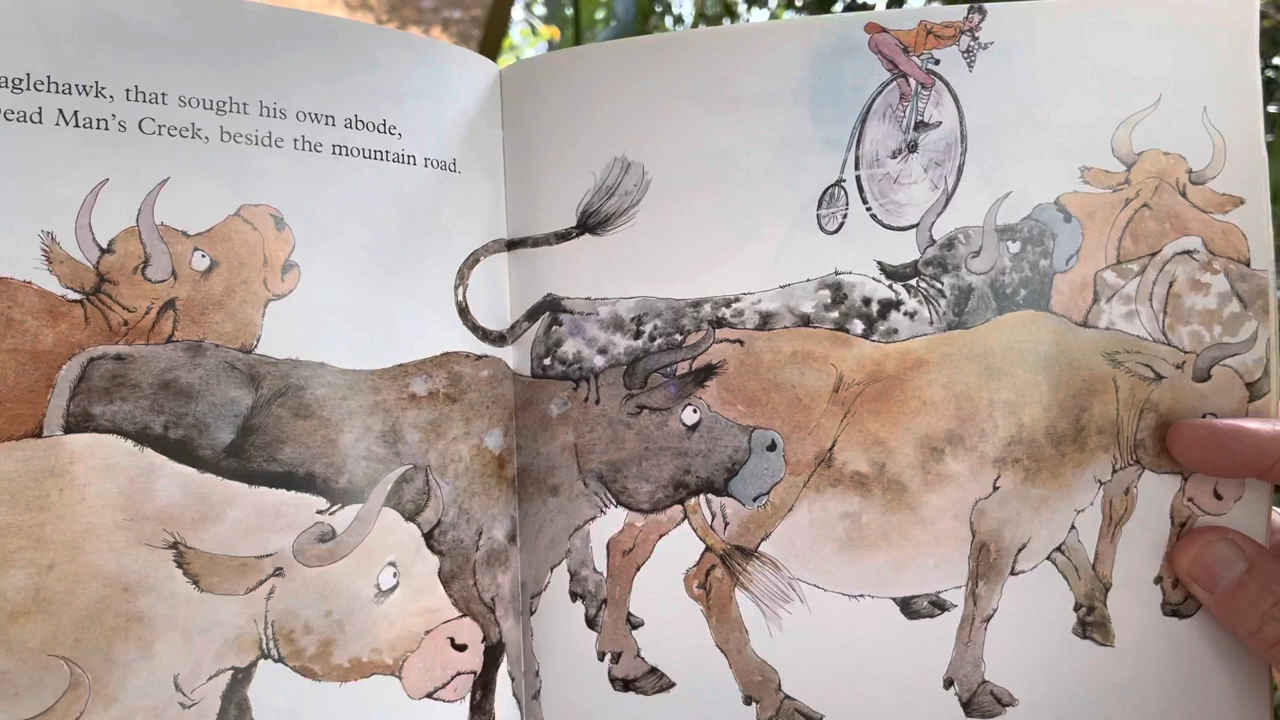 aglehawk, that sought his own abode,
ead Man's Creek, beside the mountain road.